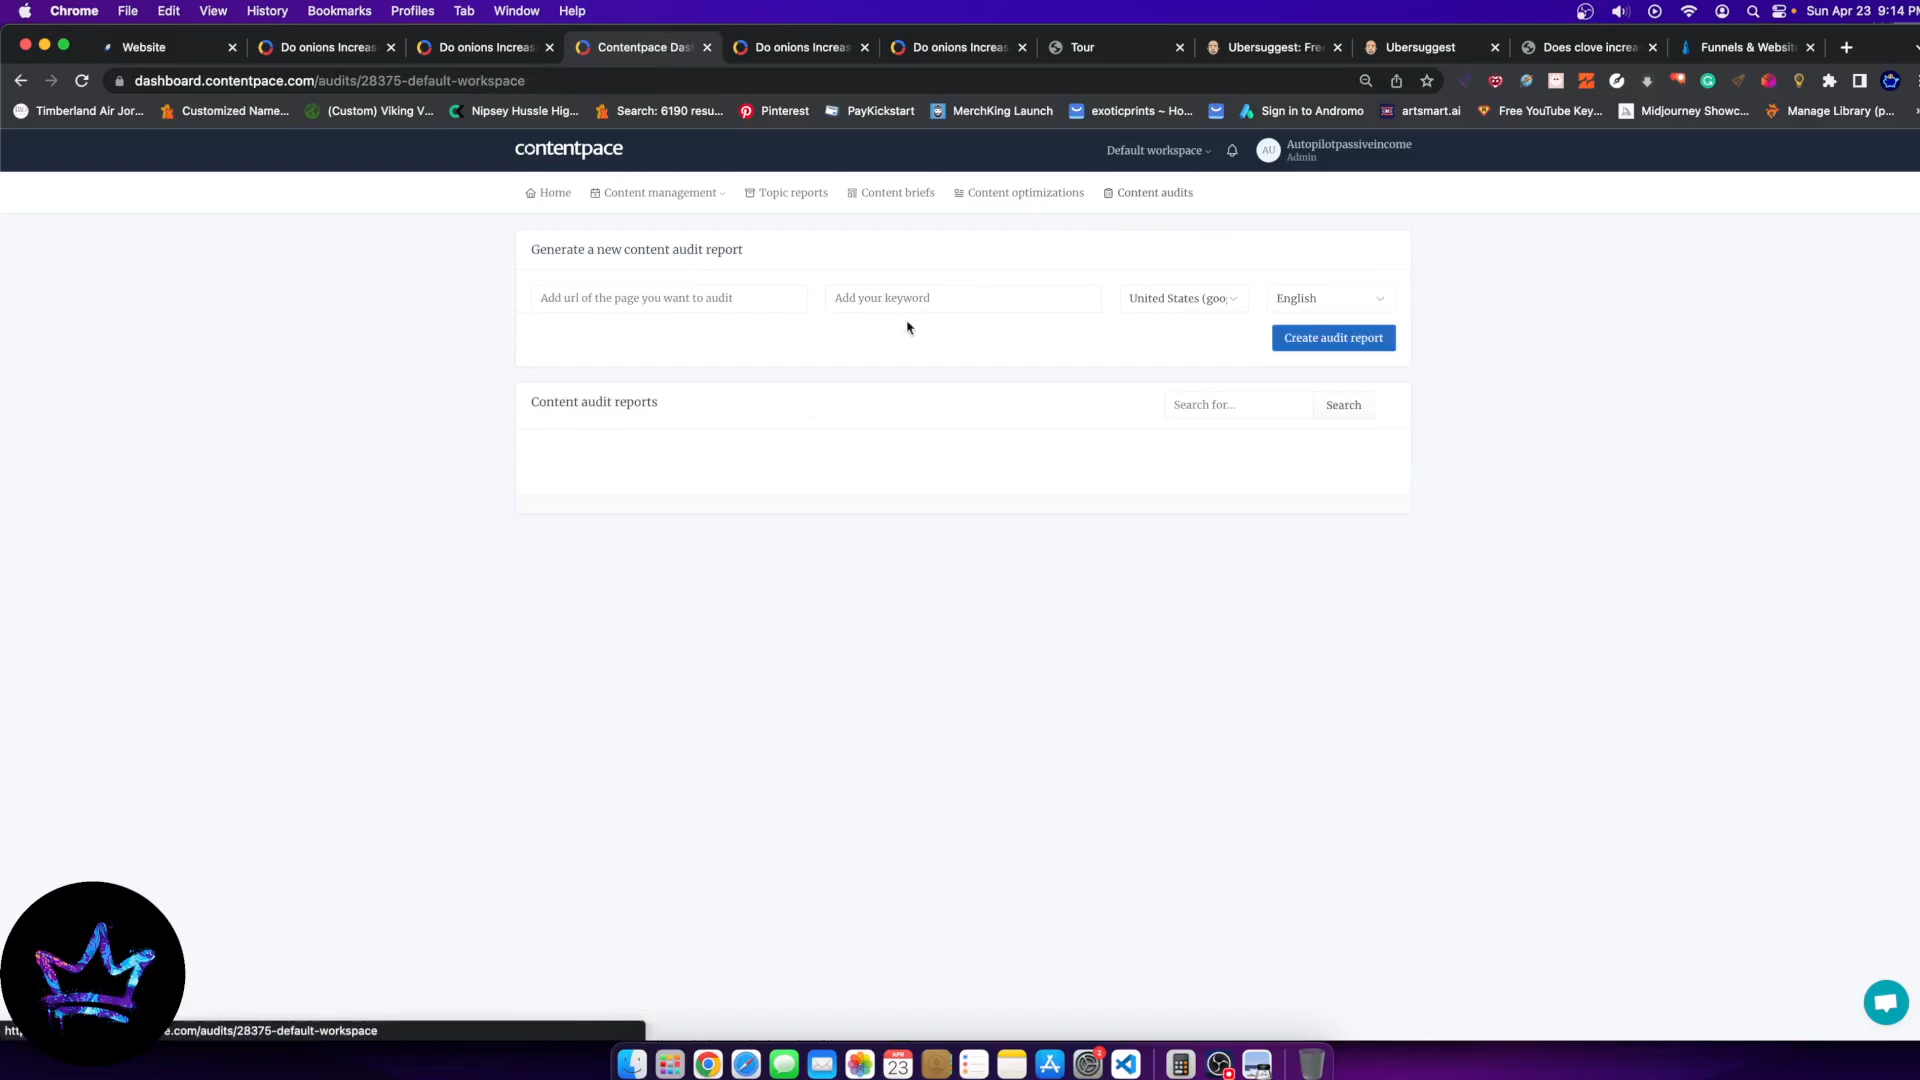 Chrome File Edit View History Bookmarks Profiles Tab Window Help
Sun Apr 23 9:14 PM
Website
Do onions Increas
Do onions Increas
Contentpace Das
Do onions Increas
Do onions Increas
Tour
Ubersuggest: Fre
Ubersuggest
Does clove increa
Funnels & Websit
dashboard.contentpace.com/audits/28375-default-workspace
Timberland Air Jor...
Customized Name...
(Custom) Viking V...
Nipsey Hussle Hig...
Search: 6190 resu...
Pinterest
PayKickstart
MerchKing Launch
exoticprints ~ Ho...
Sign in to Andromo
artsmart.ai
Free YouTube Key...
Midjourney Showc...
Manage Library (p...
contentpace
Default workspace
AU
Autopilotpassiveincome
Admin
Home
Content management
Topic reports
Content briefs
Content optimizations
Content audits
Generate a new content audit report
Add url of the page you want to audit
Add your keyword
United States (goo
English
Create audit report
Content audit reports
Search for...
Search
e.com/audits/28375-default-workspace
APR
23
2